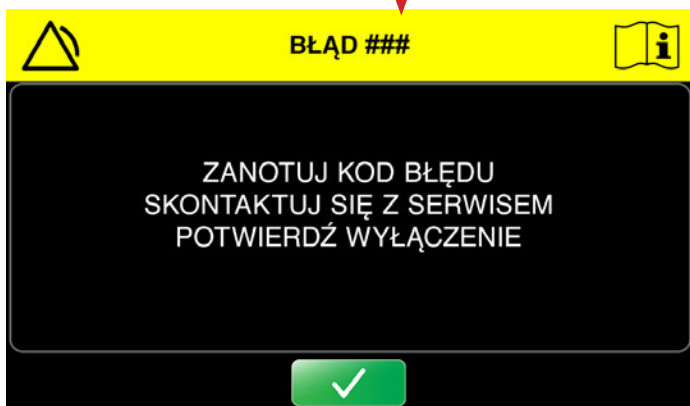 BŁĄD ###
ZANOTUJ KOD BŁĘDU
SKONTAKTUJ SIĘ Z SERWISEM
POTWIERDŹ WYŁĄCZENIE